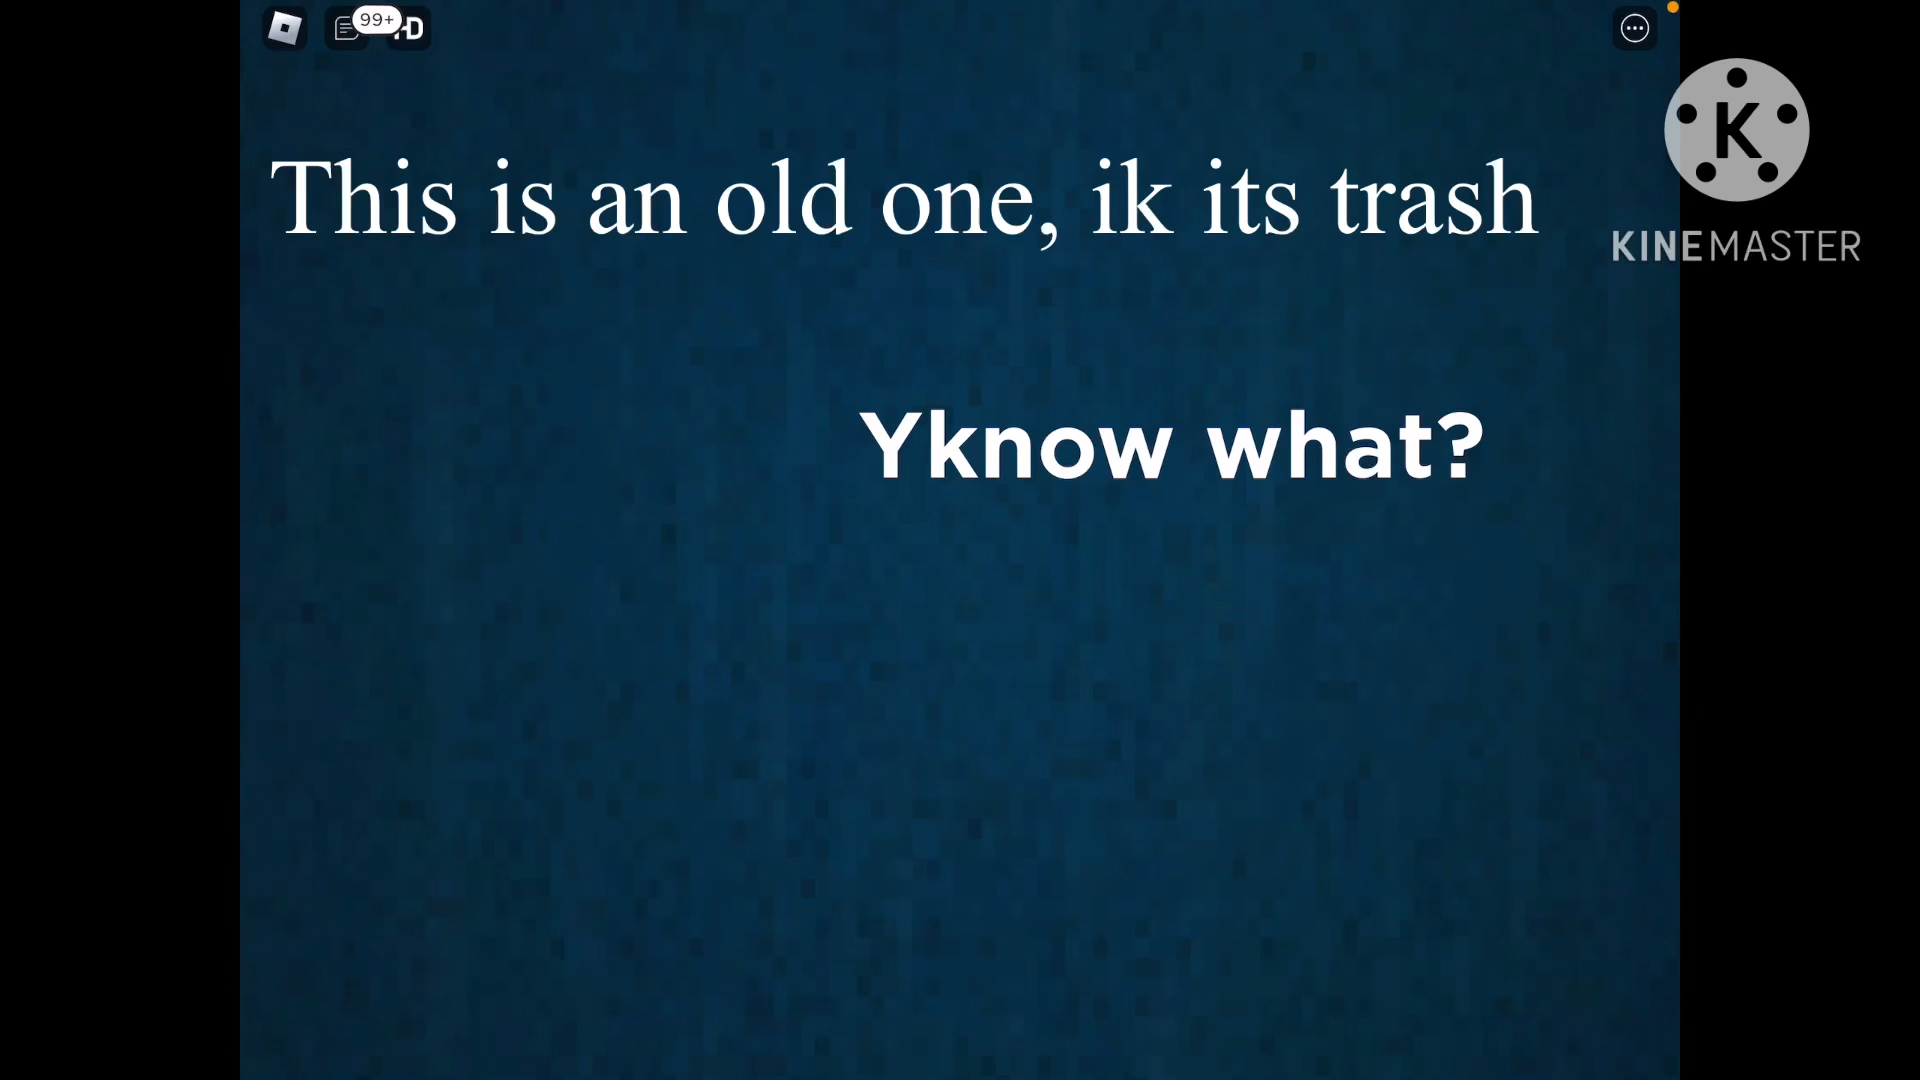 99+
D
This is an old one, ik its trash
K
KINEMASTER
Yknow what?